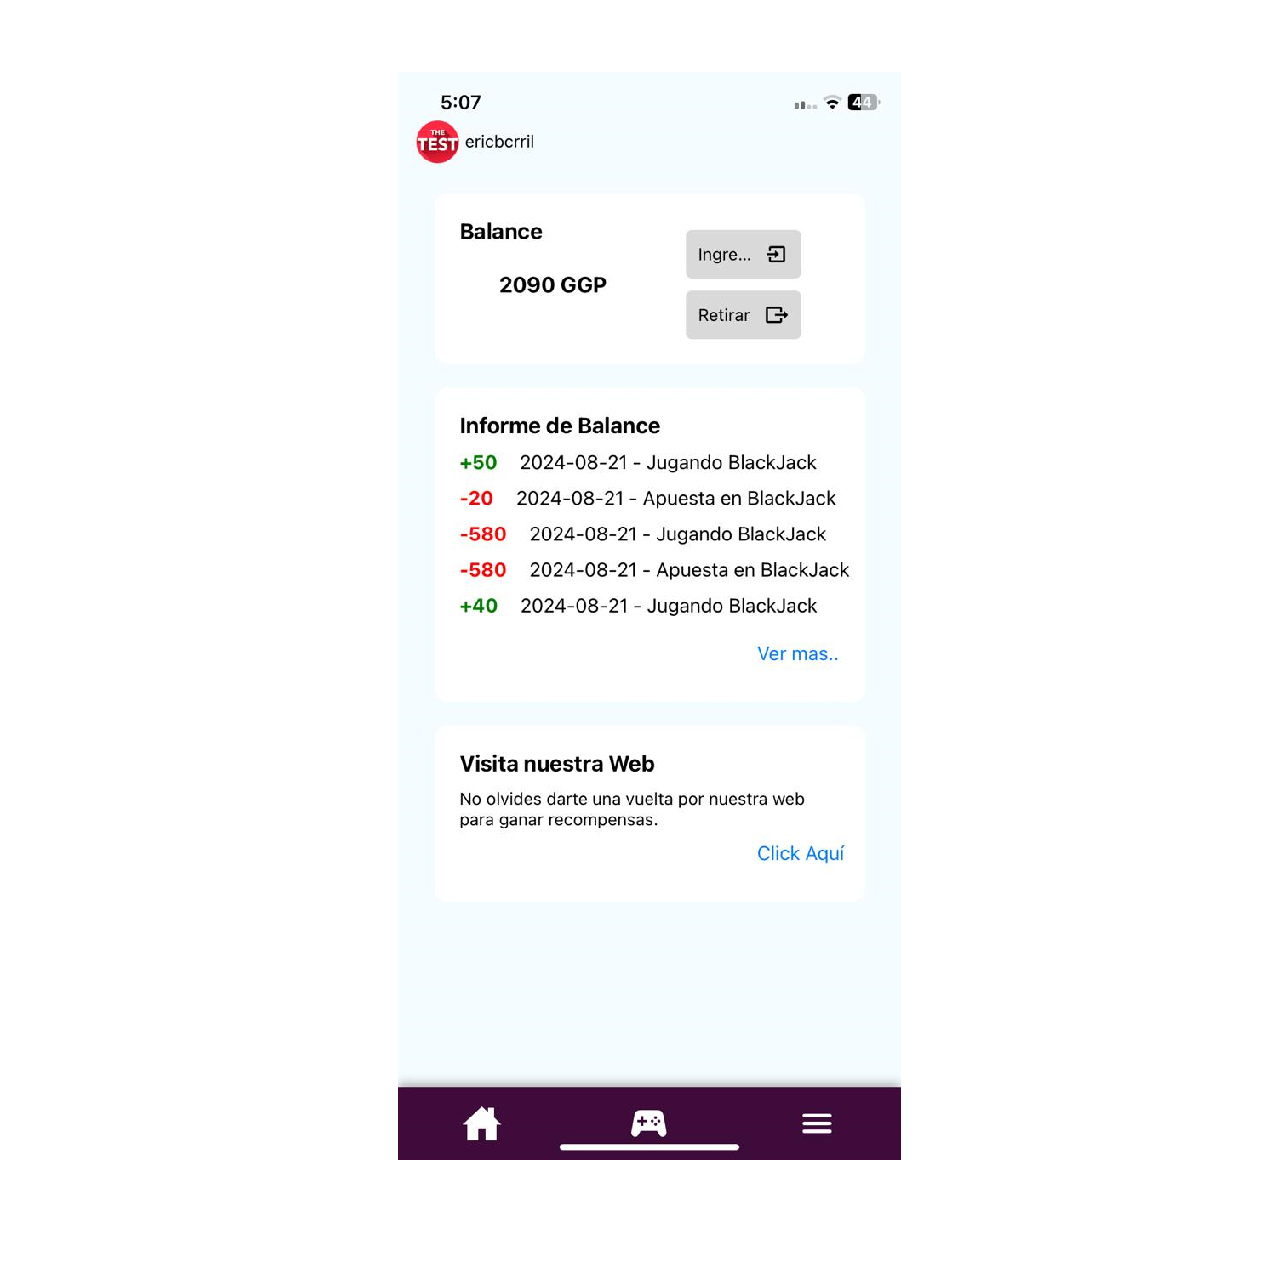 5:07
44
THE
TEST
ericbcrril
Balance
2090 GGP
Ingre...
Retirar
Informe de Balance
+50 2024-08-21 - Jugando BlackJack
-20 2024-08-21 - Apuesta en BlackJack
-580 2024-08-21 - Jugando BlackJack
-580 2024-08-21 - Apuesta en BlackJack
+40 2024-08-21 - Jugando BlackJack
Ver mas..
Visita nuestra Web
No olvides darte una vuelta por nuestra web
para ganar recompensas.
Click Aquí